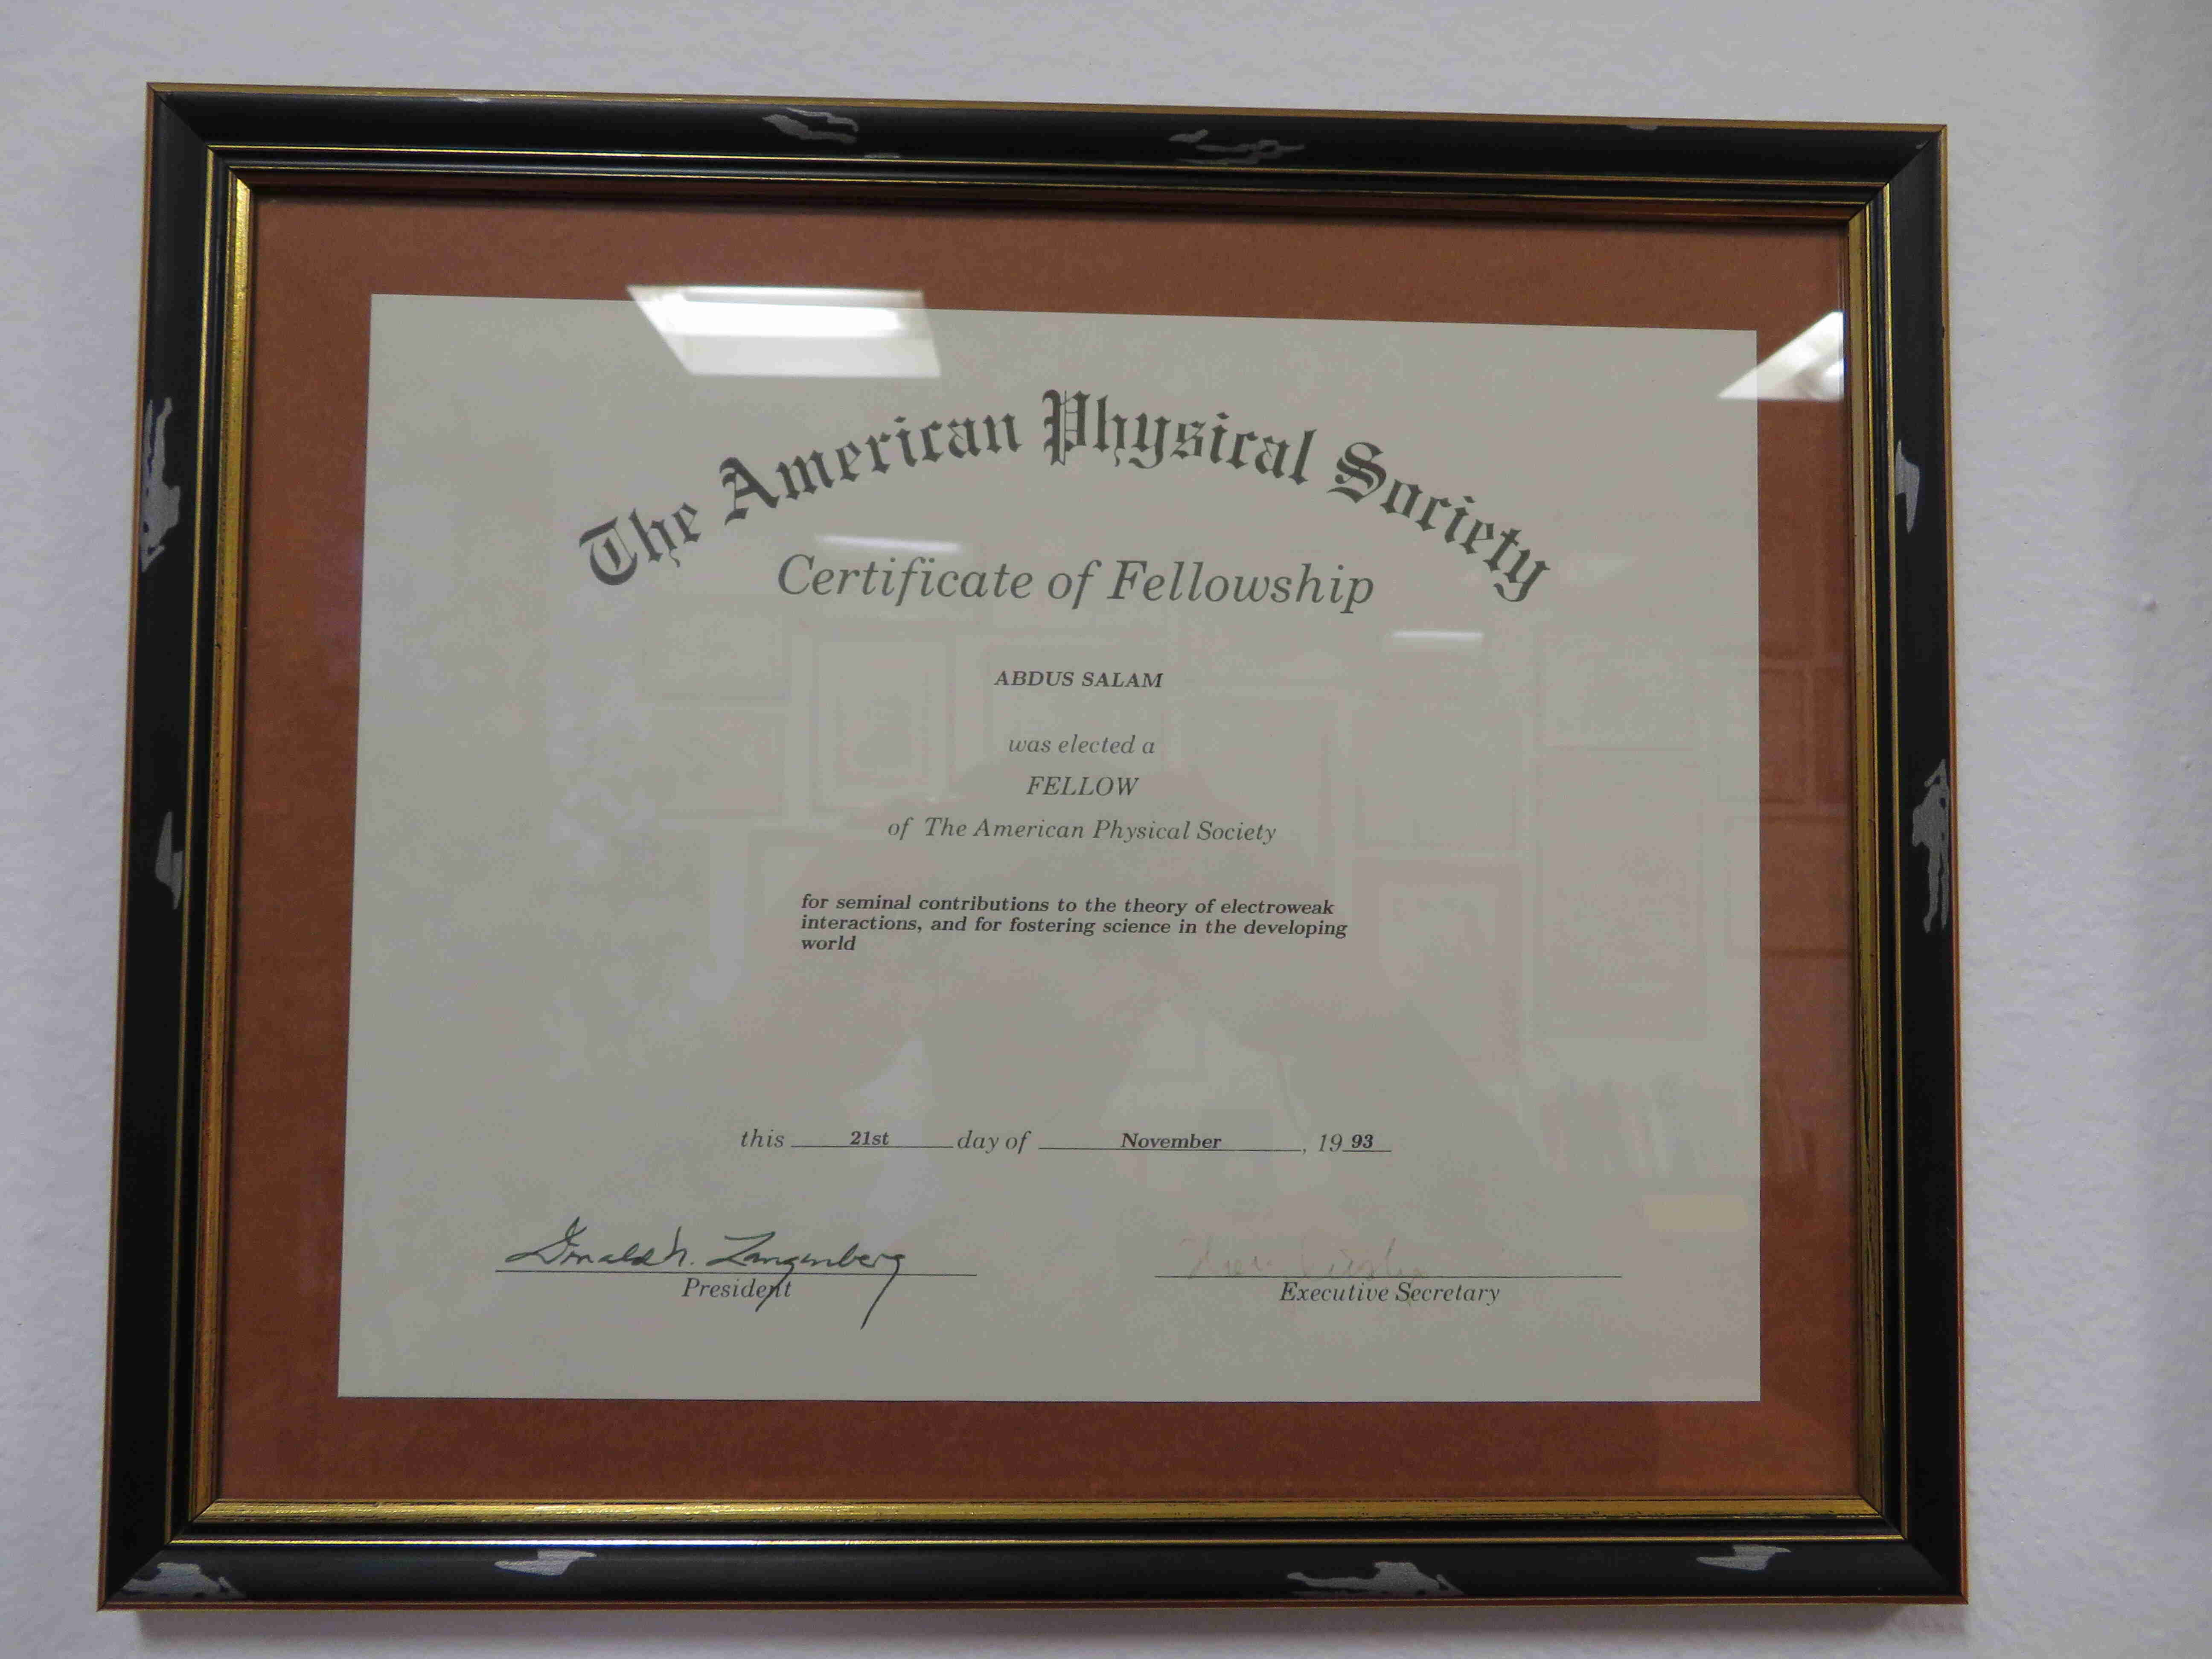 The American Physical Society
Certificate of Fellowship
ABDUS SALAM
was elected a
FELLOW
of The American Physical Society
for seminal contributions to the theory of electroweak
interactions, and for fostering science in the developing
world
this 21st day of November, 19 93
Donald N. Langenberg
President
Executive Secretary